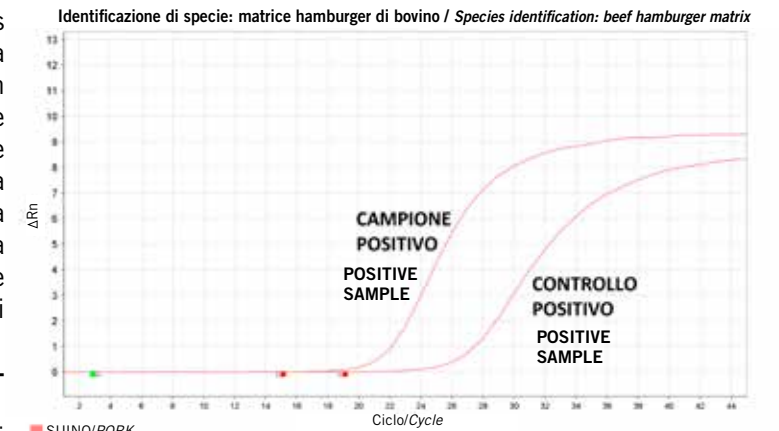 Identificazione di specie: matrice hamburger di bovino / Species identification: beef hamburger matrix
13
12
11
10
9
8
7
6
5
4
3
2
1
0
ΔRn
CAMPIONE
POSITIVO
POSITIVE
SAMPLE
CONTROLLO
POSITIVO
POSITIVE
SAMPLE
2 4 6 8 10 12 14 16 18 20 22 24 26 28 30 32 34 36 38 40 42 44
Ciclo/Cycle
SUINO/PORK